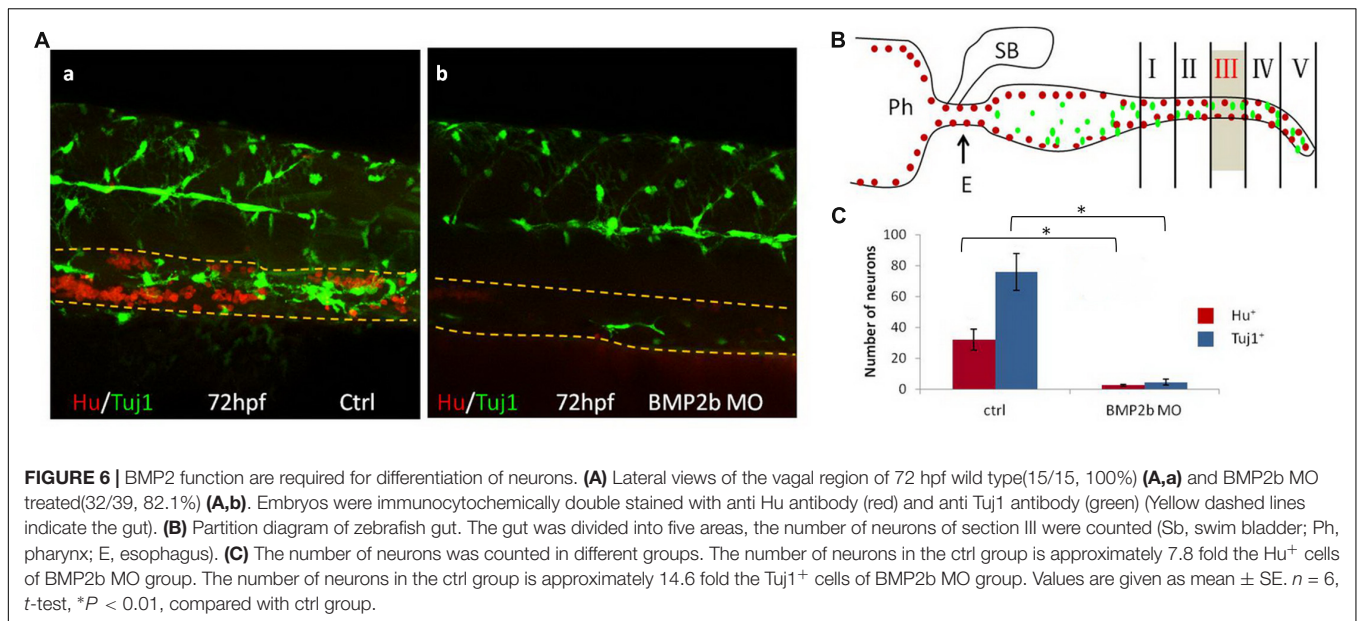 A
a
Hu/Tuj1 72hpf Ctrl
b
Hu/Tuj1 72hpf BMP2b MO
B
SB
Ph
E
I II III IV V
C
* *
Number of neurons
100
80
60
40
20
0
ctrl BMP2b MO
Hu⁺
Tuj1⁺
FIGURE 6 | BMP2 function are required for differentiation of neurons. (A) Lateral views of the vagal region of 72 hpf wild type(15/15, 100%) (A,a) and BMP2b MO
treated(32/39, 82.1%) (A,b). Embryos were immunocytochemically double stained with anti Hu antibody (red) and anti Tuj1 antibody (green) (Yellow dashed lines
indicate the gut). (B) Partition diagram of zebrafish gut. The gut was divided into five areas, the number of neurons of section III were counted (Sb, swim bladder; Ph,
pharynx; E, esophagus). (C) The number of neurons was counted in different groups. The number of neurons in the ctrl group is approximately 7.8 fold the Hu⁺ cells
of BMP2b MO group. The number of neurons in the ctrl group is approximately 14.6 fold the Tuj1⁺ cells of BMP2b MO group. Values are given as mean ± SE. n = 6,
t-test, *P < 0.01, compared with ctrl group.